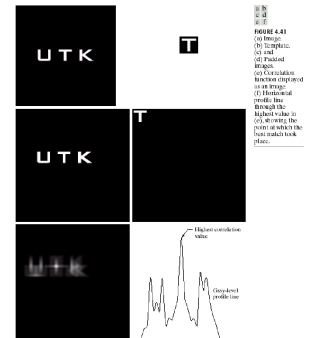 UTK
T
a b
c d
e f
FIGURE 4.41
(a) Image.
(b) Template.
(c) and
(d) Padded
images.
(e) Correlation
function displayed
as an image.
(f) Horizontal
profile line
through the
highest value in
(e), showing the
point at which the
best match took
place.
UTK
T
UTK
Highest correlation
value
Gray-level
profile line